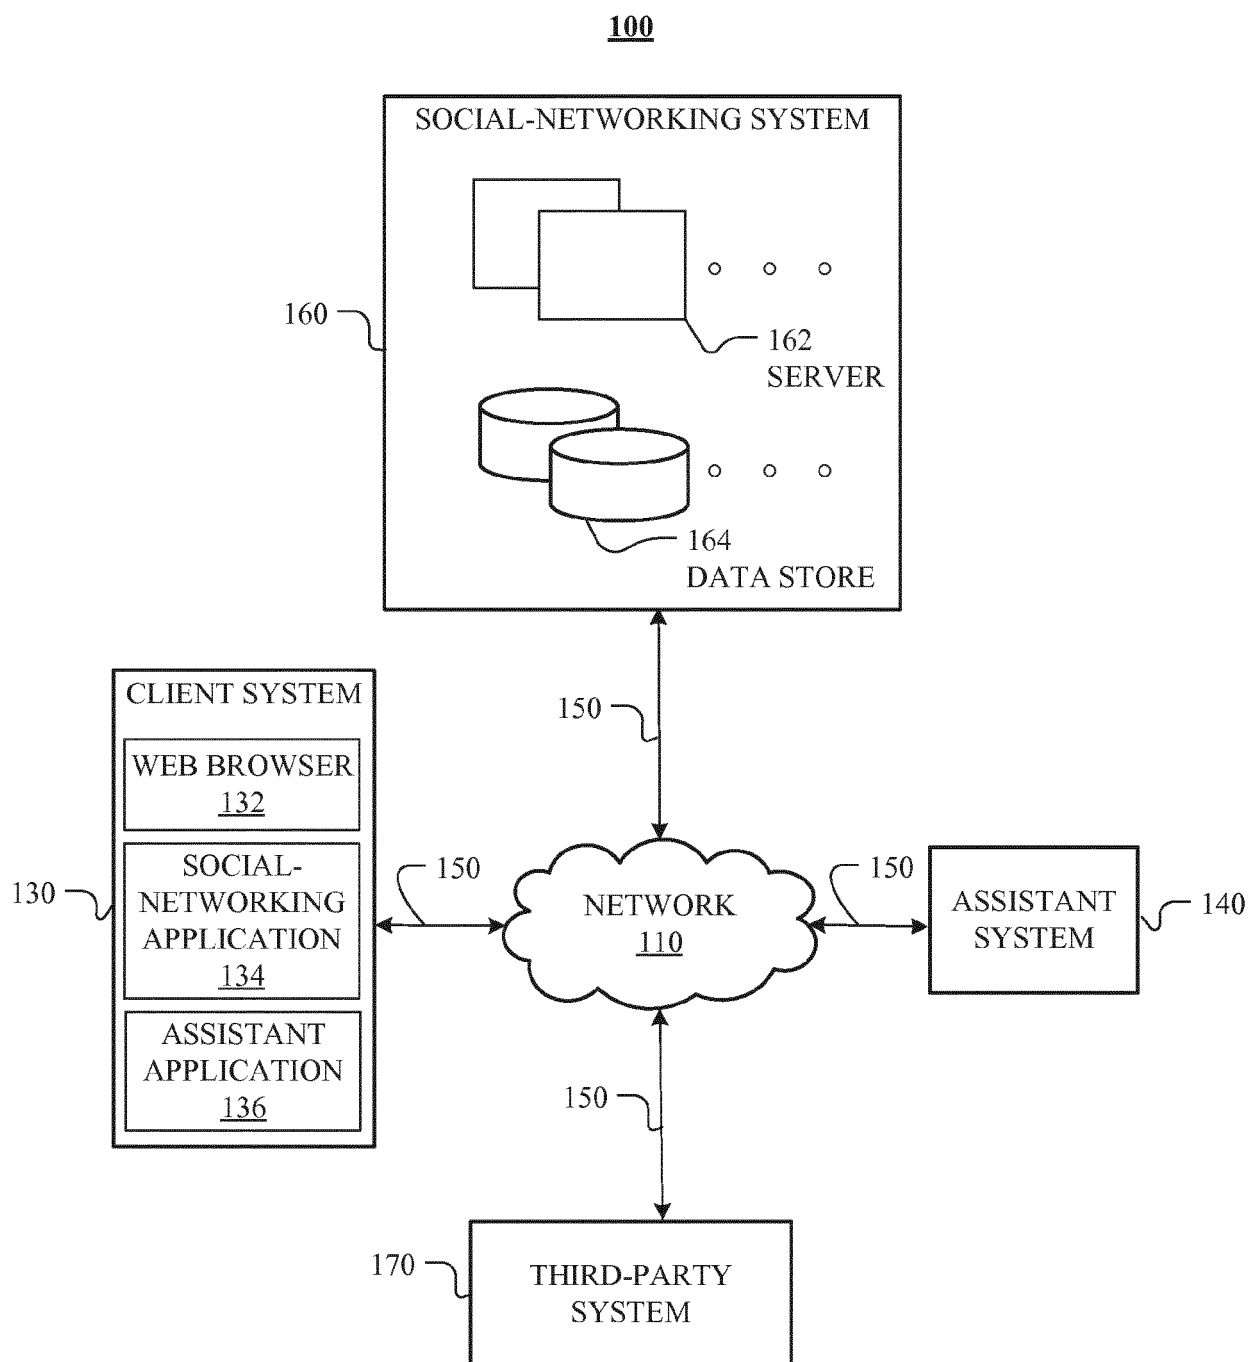 100
SOCIAL-NETWORKING SYSTEM
160
162
SERVER
164
DATA STORE
CLIENT SYSTEM
WEB BROWSER
132
SOCIAL-
NETWORKING
APPLICATION
134
ASSISTANT
APPLICATION
136
130
150
150
NETWORK
110
150
ASSISTANT
SYSTEM
140
150
170
THIRD-PARTY
SYSTEM